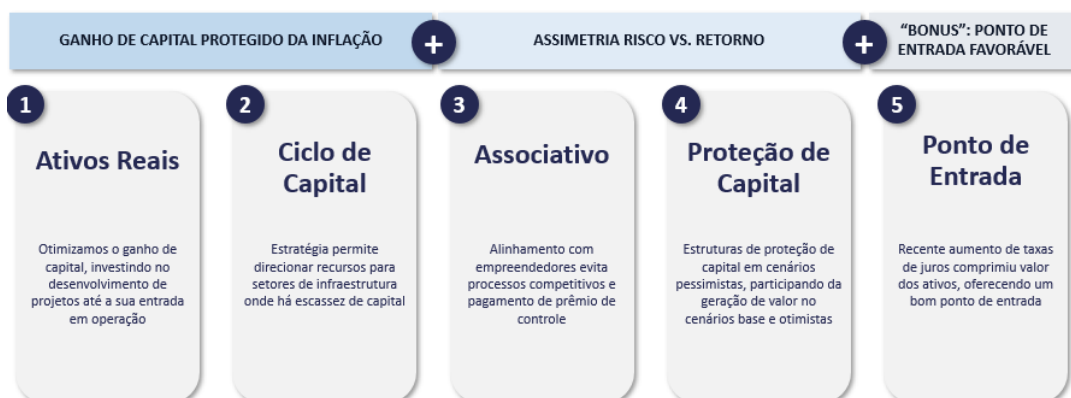 GANHO DE CAPITAL PROTEGIDO DA INFLAÇÃO
+
ASSIMETRIA RISCO VS. RETORNO
+
“BONUS”: PONTO DE
ENTRADA FAVORÁVEL
1
Ativos Reais
Otimizamos o ganho de
capital, investindo no
desenvolvimento de
projetos até a sua entrada
em operação
2
Ciclo de
Capital
Estratégia permite
direcionar recursos para
setores de infraestrutura
onde há escassez de capital
3
Associativo
Alinhamento com
empreendedores evita
processos competitivos e
pagamento de prêmio de
controle
4
Proteção de
Capital
Estruturas de proteção de
capital em cenários
pessimistas, participando da
geração de valor no
cenários base e otimistas
5
Ponto de
Entrada
Recente aumento de taxas
de juros comprimiu valor
dos ativos, oferecendo um
bom ponto de entrada